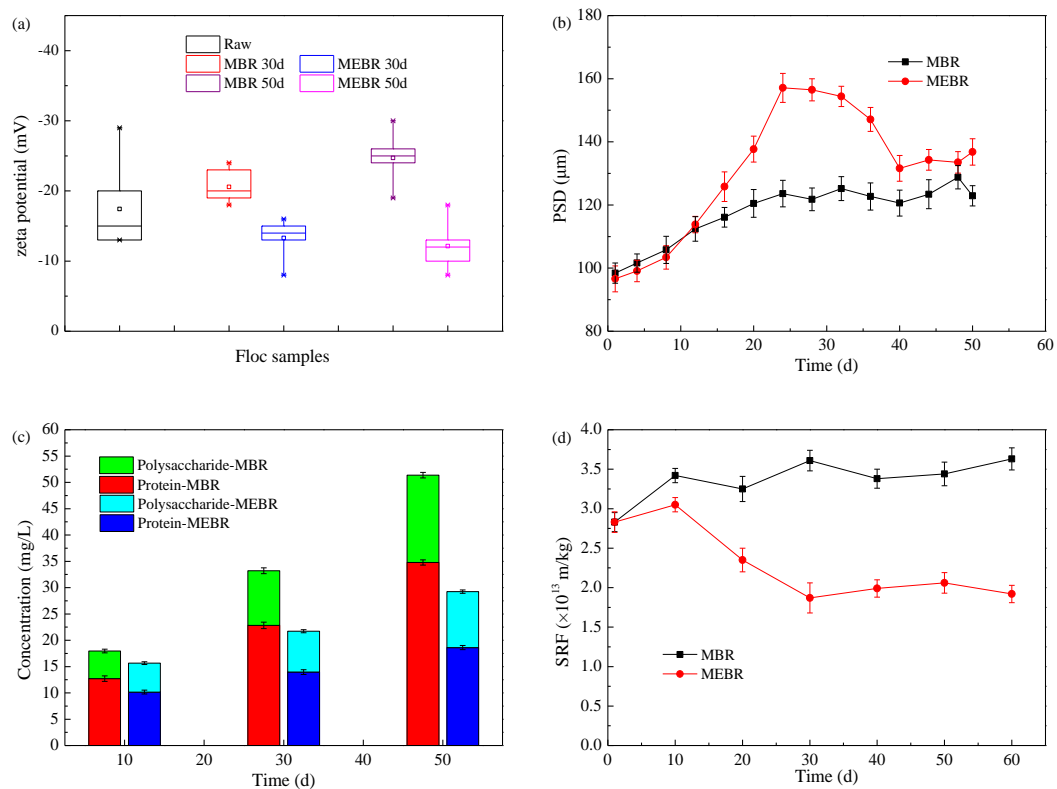 (a)
Raw
MBR 30d
MEBR 30d
MBR 50d
MEBR 50d
-40
-30
-20
-10
0
zeta potential (mV)
Floc samples
(b)
MBR
MEBR
180
160
140
120
100
80
PSD (μm)
0 10 20 30 40 50 60
Time (d)
(c)
Polysaccharide-MBR
Protein-MBR
Polysaccharide-MEBR
Protein-MEBR
60
55
50
45
40
35
30
25
20
15
10
5
0
Concentration (mg/L)
10 20 30 40 50
Time (d)
(d)
4.0
3.5
3.0
2.5
2.0
1.5
1.0
0.5
0.0
SRF (×10¹³ m/kg)
MBR
MEBR
0 10 20 30 40 50 60
Time (d)